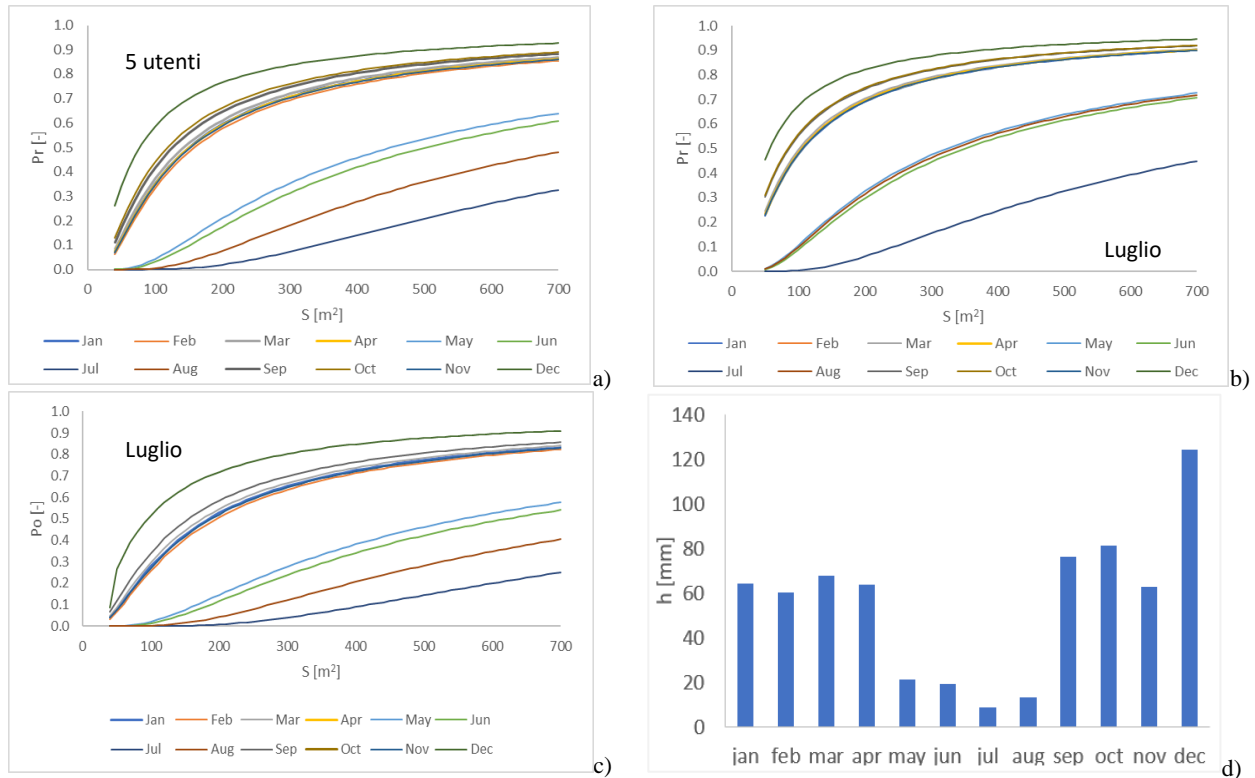 1.0
0.9
0.8
0.7
0.6
0.5
0.4
0.3
0.2
0.1
0.0
Pr [-]
5 utenti
0 100 200 300 400 500 600 700
S [m²]
Jan Feb Mar Apr May Jun
Jul Aug Sep Oct Nov Dec
a)
1.0
0.9
0.8
0.7
0.6
0.5
0.4
0.3
0.2
0.1
0.0
Pr [-]
Luglio
0 100 200 300 400 500 600 700
S [m²]
Jan Feb Mar Apr May Jun
Jul Aug Sep Oct Nov Dec
b)
1.0
0.9
0.8
0.7
0.6
0.5
0.4
0.3
0.2
0.1
0.0
Po [-]
Luglio
0 100 200 300 400 500 600 700
S [m²]
Jan Feb Mar Apr May Jun
Jul Aug Sep Oct Nov Dec
c)
140
120
100
80
60
40
20
0
h [mm]
jan feb mar apr may jun jul aug sep oct nov dec
d)